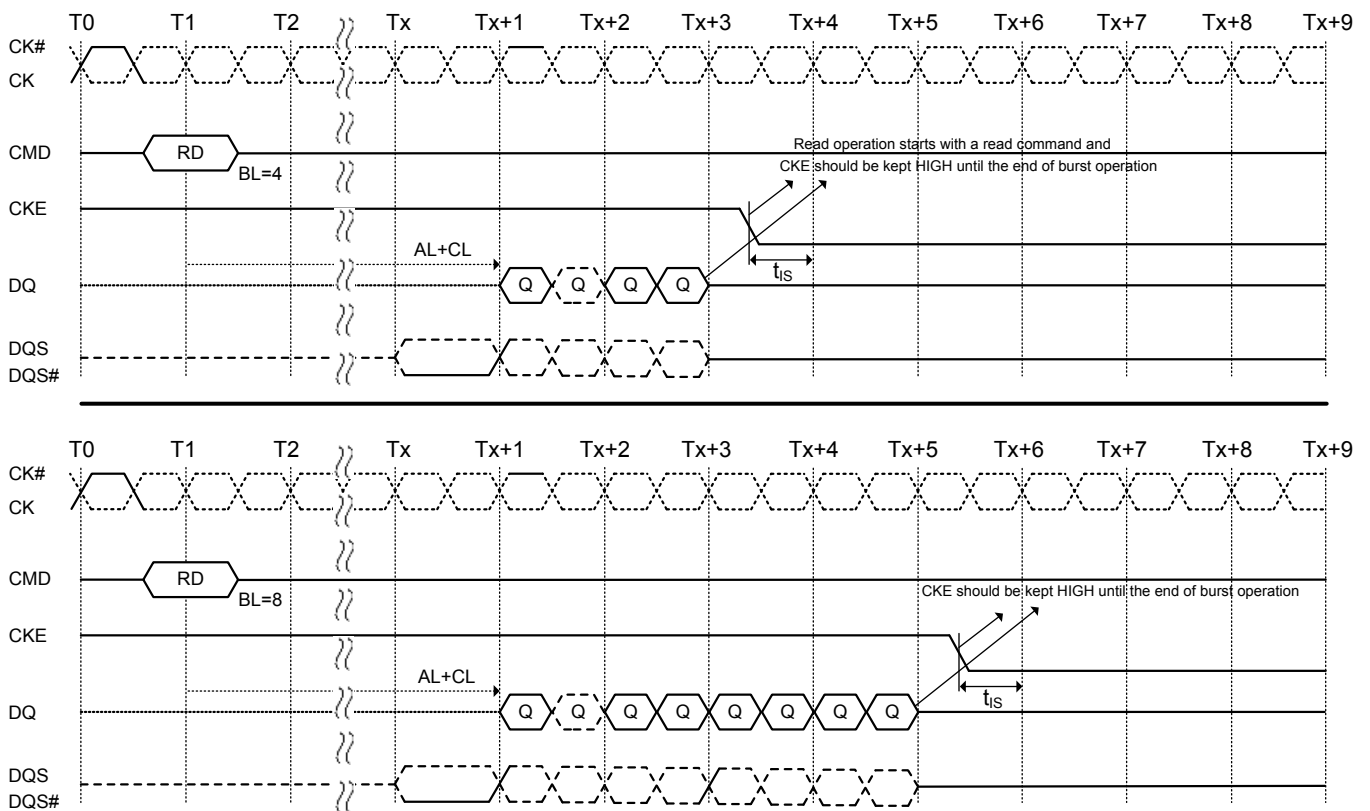 T0 T1 T2 Tx Tx+1 Tx+2 Tx+3 Tx+4 Tx+5 Tx+6 Tx+7 Tx+8 Tx+9
CK#
CK
CMD RD
BL=4
Read operation starts with a read command and
CKE should be kept HIGH until the end of burst operation
CKE
AL+CL
tIS
DQ Q Q Q Q
DQS
DQS#
T0 T1 T2 Tx Tx+1 Tx+2 Tx+3 Tx+4 Tx+5 Tx+6 Tx+7 Tx+8 Tx+9
CK#
CK
CMD RD
BL=8
CKE should be kept HIGH until the end of burst operation
CKE
AL+CL
tIS
DQ Q Q Q Q Q Q Q Q
DQS
DQS#